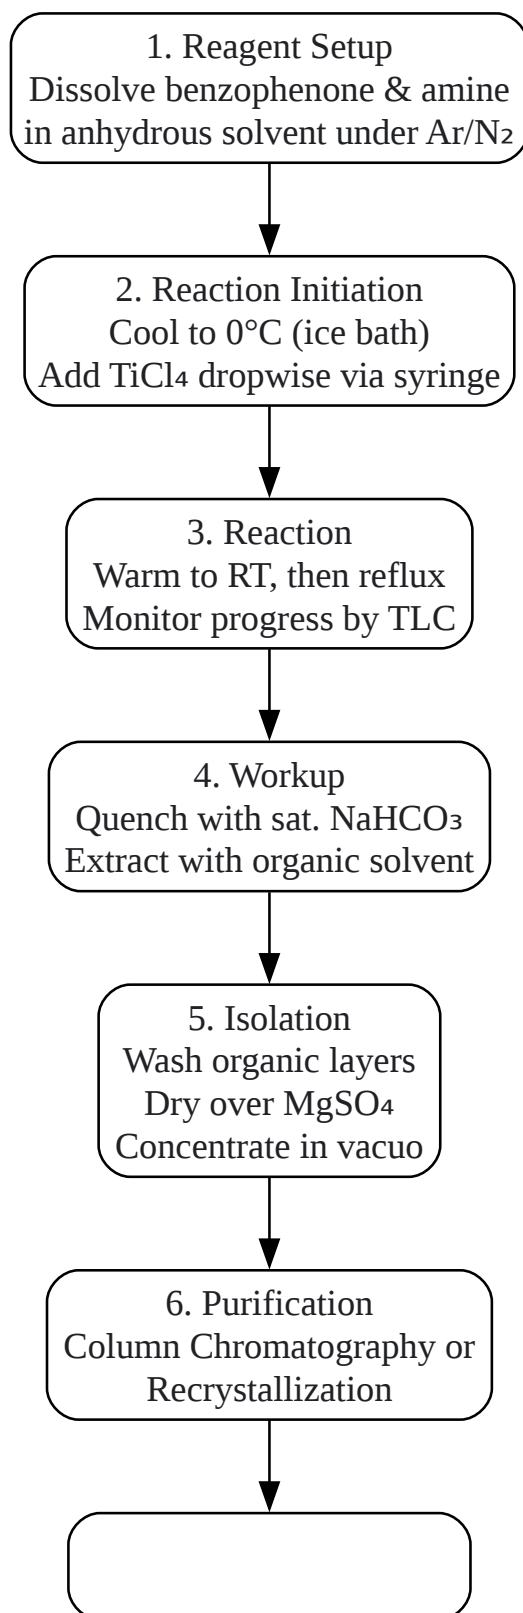 1. Reagent Setup
Dissolve benzophenone & amine
in anhydrous solvent under Ar/N₂
2. Reaction Initiation
Cool to 0°C (ice bath)
Add TiCl₄ dropwise via syringe
3. Reaction
Warm to RT, then reflux
Monitor progress by TLC
4. Workup
Quench with sat. NaHCO₃
Extract with organic solvent
5. Isolation
Wash organic layers
Dry over MgSO₄
Concentrate in vacuo
6. Purification
Column Chromatography or
Recrystallization